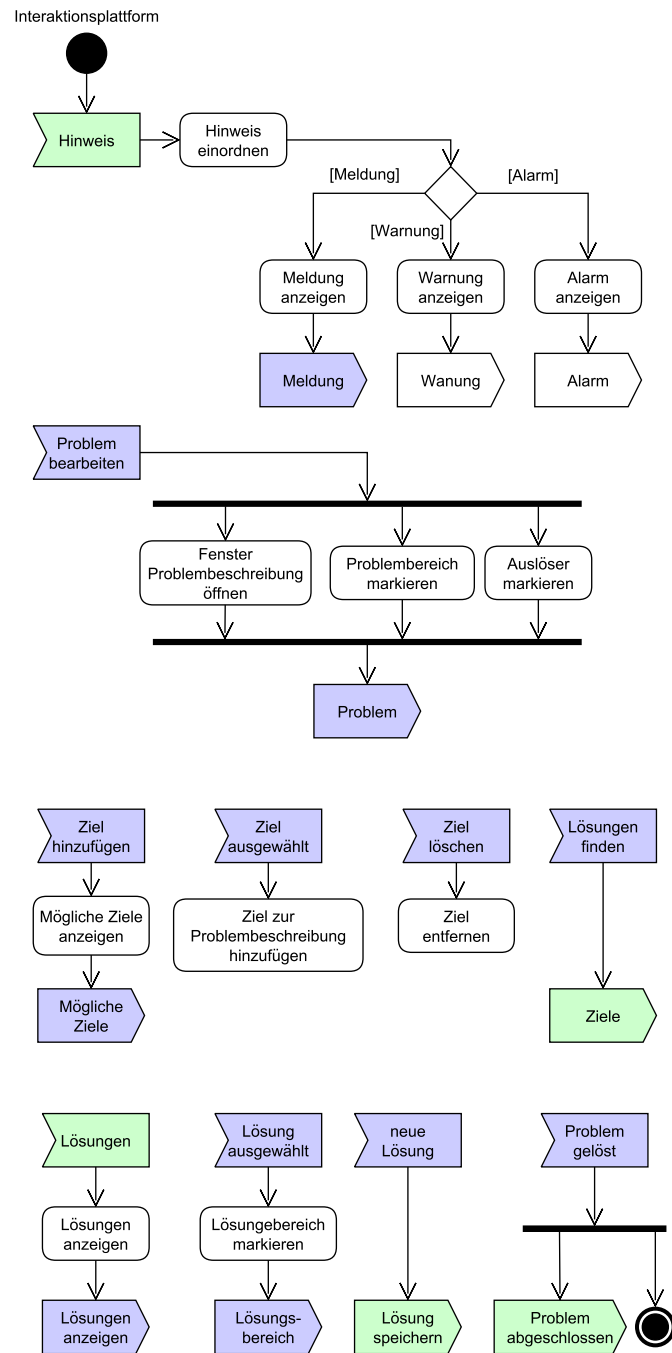 Interaktionsplattform
Hinweis
Hinweis
einordnen
[Meldung]
[Alarm]
[Warnung]
Meldung
anzeigen
Warnung
anzeigen
Alarm
anzeigen
Meldung
Wanung
Alarm
Problem
bearbeiten
Fenster
Problembeschreibung
öffnen
Problembereich
markieren
Auslöser
markieren
Problem
Ziel
hinzufügen
Ziel
ausgewählt
Ziel
löschen
Lösungen
finden
Mögliche Ziele
anzeigen
Ziel zur
Problembeschreibung
hinzufügen
Ziel
entfernen
Mögliche
Ziele
Ziele
Lösungen
Lösung
ausgewählt
neue
Lösung
Problem
gelöst
Lösungen
anzeigen
Lösungebereich
markieren
Lösungen
anzeigen
Lösungs-
bereich
Lösung
speichern
Problem
abgeschlossen